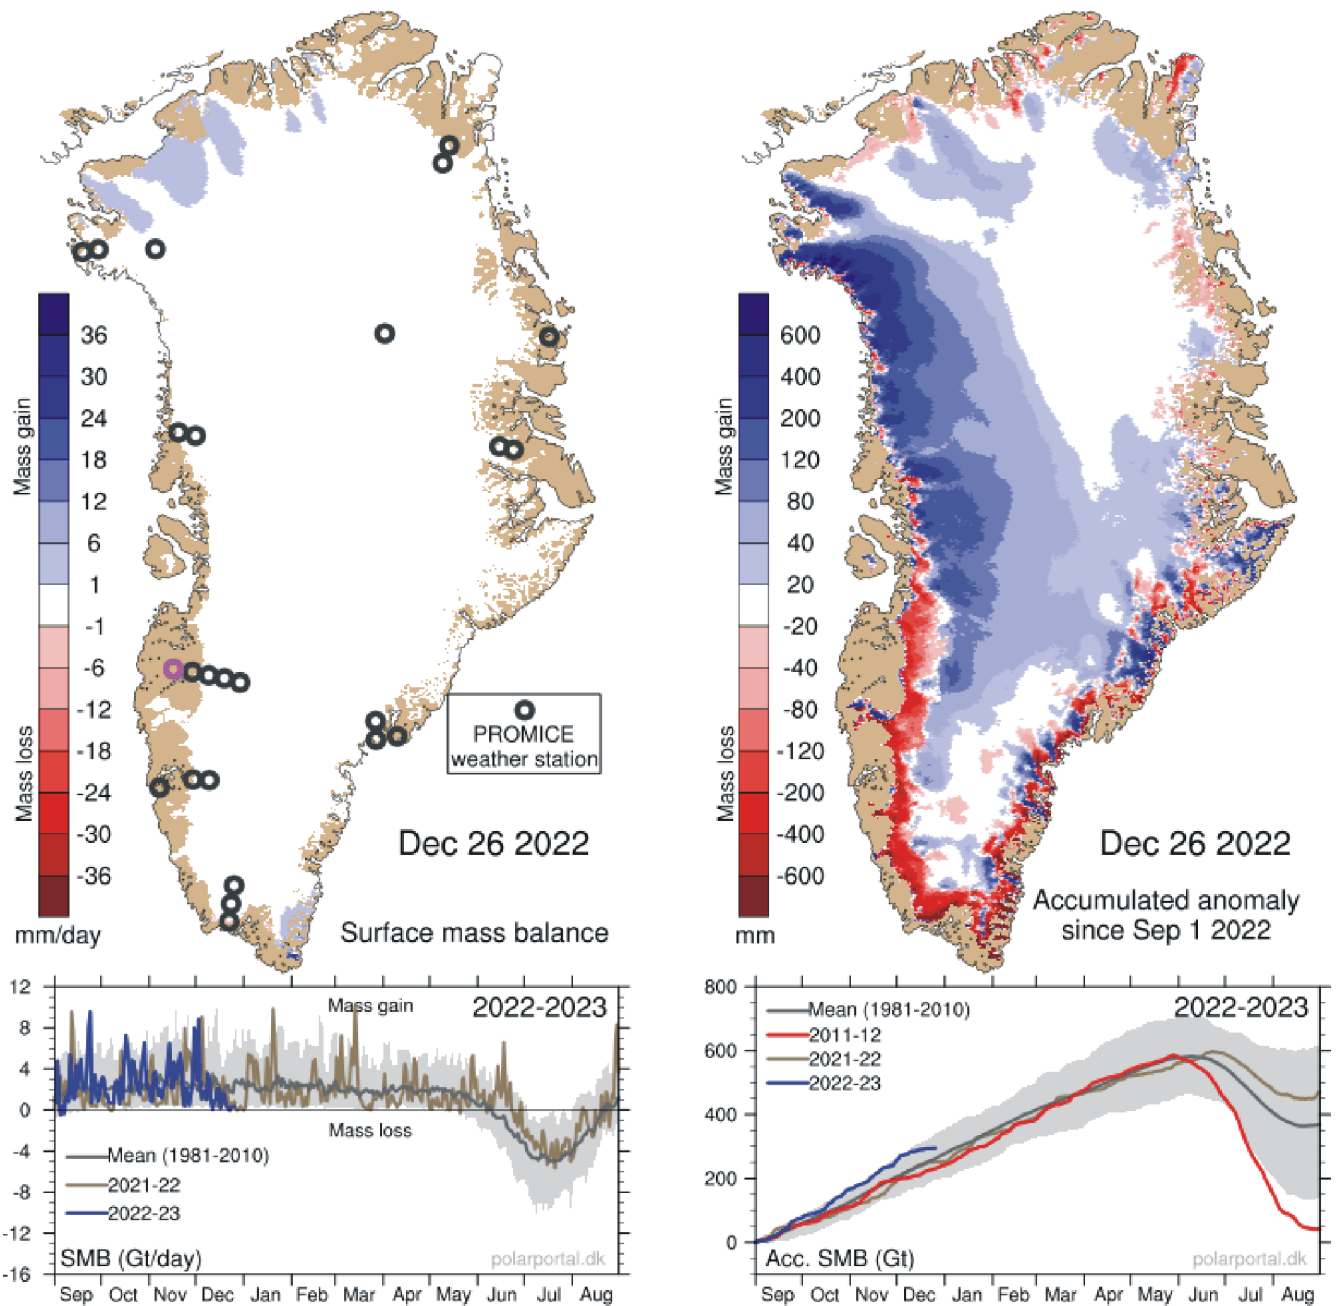 36
30
24
18
12
6
1
-1
-6
-12
-18
-24
-30
-36
Mass gain
Mass loss
mm/day
PROMICE
weather station
Dec 26 2022
Surface mass balance
600
400
200
120
80
40
20
-20
-40
-80
-120
-200
-400
-600
Mass gain
Mass loss
mm
Dec 26 2022
Accumulated anomaly
since Sep 1 2022
12
8
4
0
-4
-8
-12
-16
Mass gain
2022-2023
Mass loss
Mean (1981-2010)
2021-22
2022-23
SMB (Gt/day)
polarportal.dk
Sep Oct Nov Dec Jan Feb Mar Apr May Jun Jul Aug
800
600
400
200
0
2022-2023
Mean (1981-2010)
2011-12
2021-22
2022-23
Acc. SMB (Gt)
polarportal.dk
Sep Oct Nov Dec Jan Feb Mar Apr May Jun Jul Aug